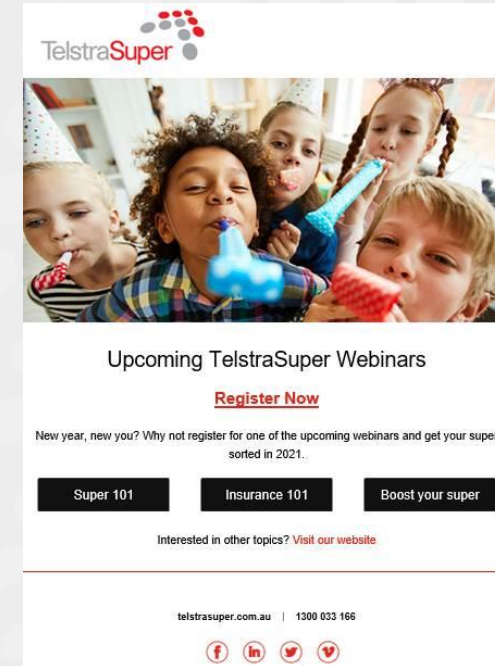 TelstraSuper
Upcoming TelstraSuper Webinars
Register Now
New year, new you? Why not register for one of the upcoming webinars and get your super
sorted in 2021.
Super 101 Insurance 101 Boost your super
Interested in other topics? Visit our website
telstrasuper.com.au | 1300 033 166
f in